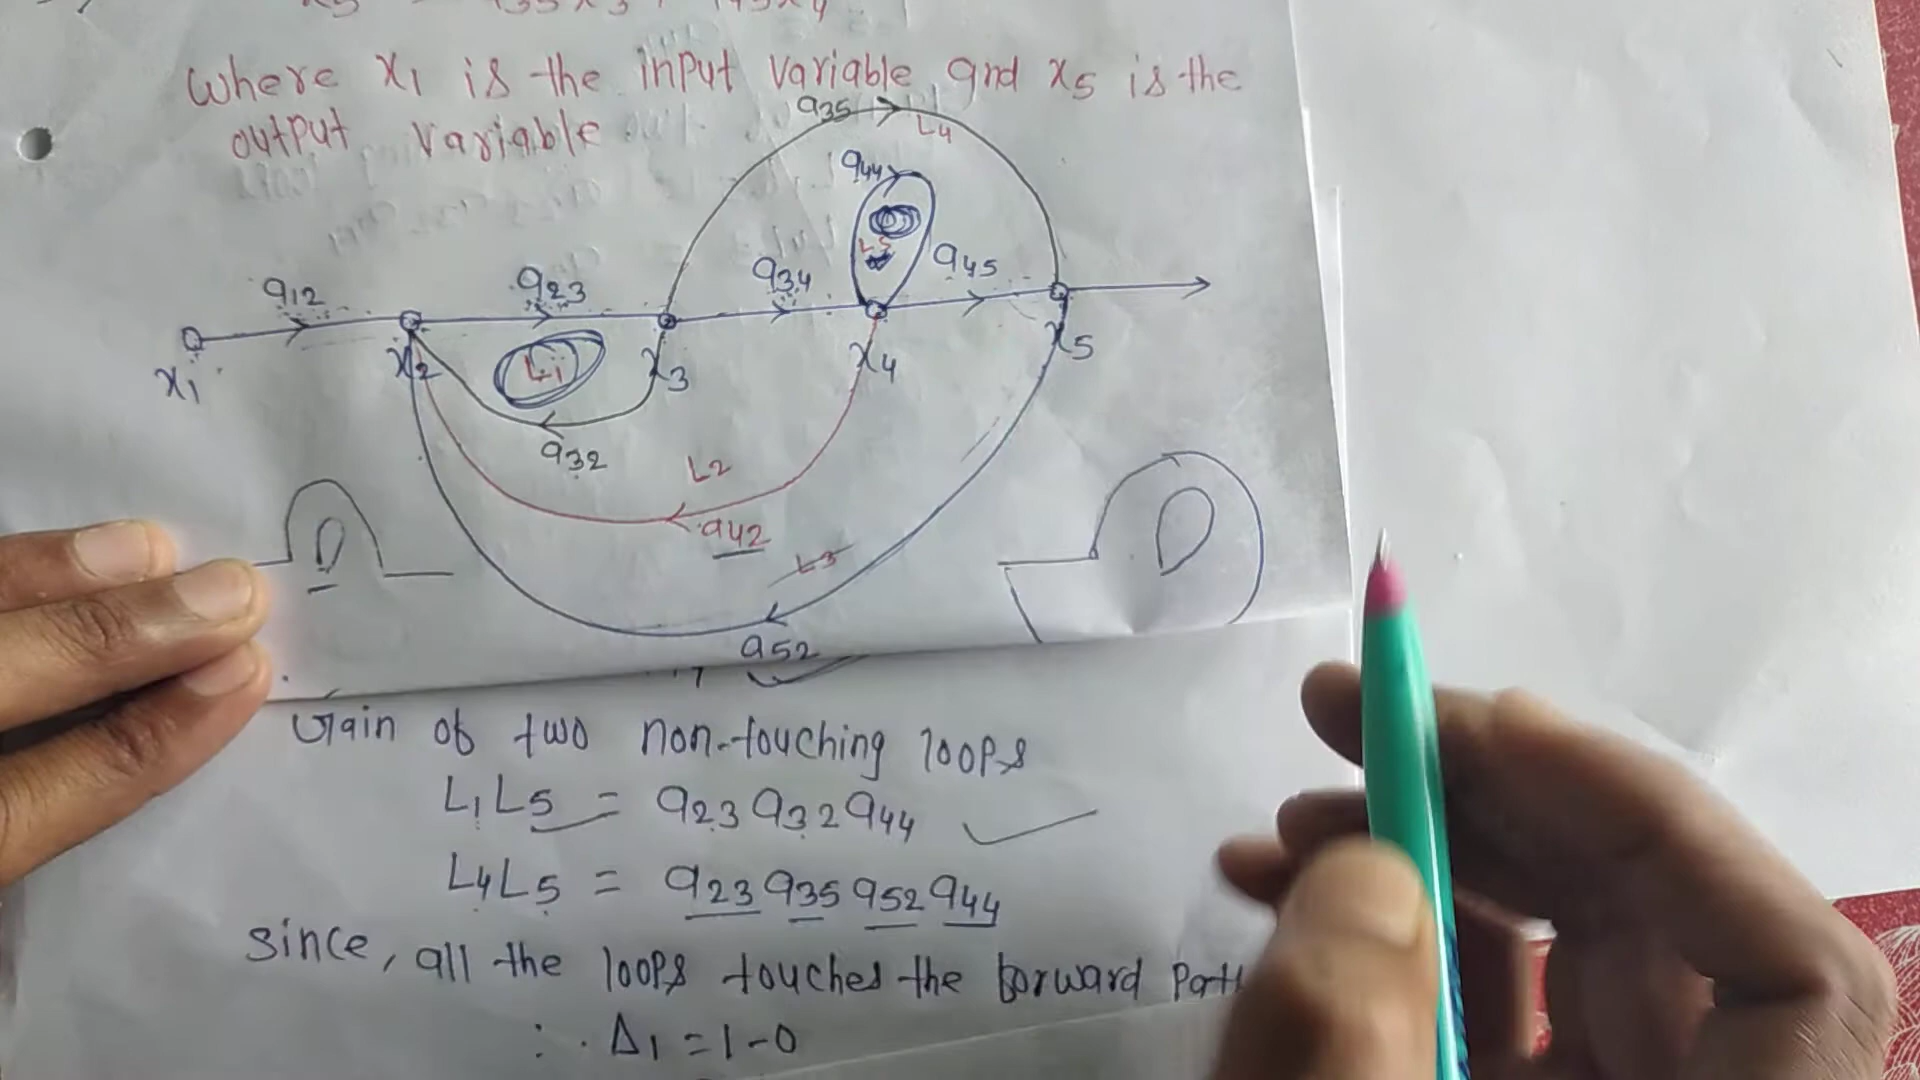 where x1 is the input variable and x5 is the
output variable
a35
L4
a44
L5
a12
a23
a34
a45
x1
x2
L1
x3
x4
x5
a32
L2
a42
L3
a52
Gain of two non-touching loops
L1L5 = a23 a32 a44
L4L5 = a23 a35 a52 a44
since, all the loops touches the forward
∴ Δ1 = 1-0